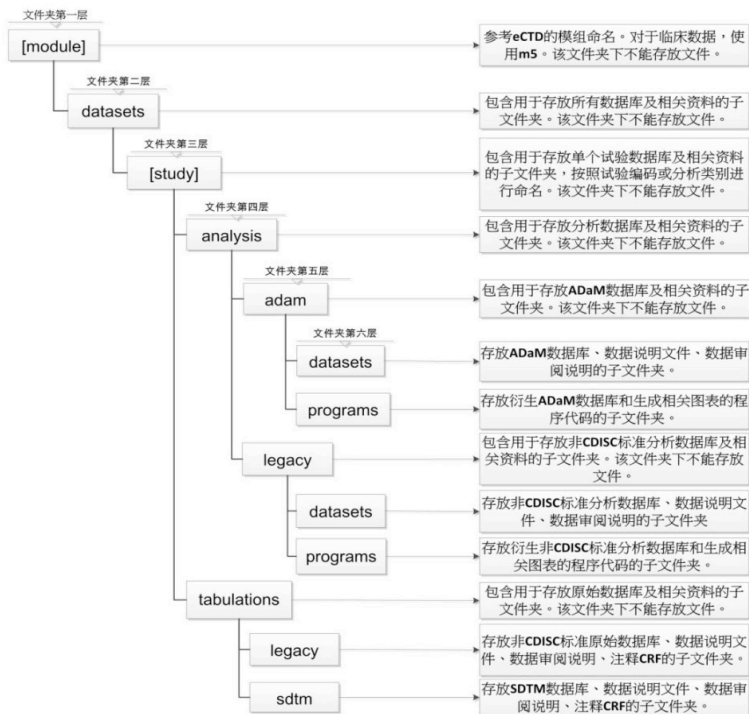 文件夹第一层
[module]
参考eCTD的模组命名。对于临床数据，使
用m5。该文件夹下不能存放文件。
文件夹第二层
datasets
包含用于存放所有数据库及相关资料的子
文件夹。该文件夹下不能存放文件。
文件夹第三层
[study]
包含用于存放单个试验数据库及相关资料
的子文件夹，按照试验编码或分析类别进
行命名。该文件夹下不能存放文件。
文件夹第四层
analysis
包含用于存放分析数据库及相关资料的子
文件夹。该文件夹下不能存放文件。
文件夹第五层
adam
包含用于存放ADaM数据库及相关资料的子
文件夹。该文件夹下不能存放文件。
文件夹第六层
datasets
存放ADaM数据库、数据说明文件、数据审
阅说明的子文件夹。
programs
存放衍生ADaM数据库和生成相关图表的程
序代码的子文件夹。
legacy
包含用于存放非CDISC标准分析数据库及相
关资料的子文件夹。该文件夹下不能存放
文件。
datasets
存放非CDISC标准分析数据库、数据说明文
件、数据审阅说明的子文件夹
programs
存放衍生非CDISC标准分析数据库和生成相
关图表的程序代码的子文件夹。
tabulations
包含用于存放原始数据库及相关资料的子
文件夹。该文件夹下不能存放文件。
legacy
存放非CDISC标准原始数据库、数据说明文
件、数据审阅说明、注释CRF的子文件夹。
sdtm
存放SDTM数据库、数据说明文件、数据审
阅说明、注释CRF的子文件夹。